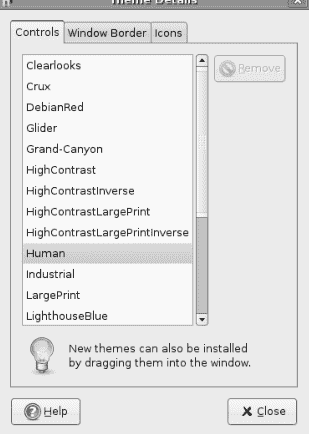 Theme Details
Controls
Window Border
Icons
Clearlooks
Crux
DebianRed
Glider
Grand-Canyon
HighContrast
HighContrastInverse
HighContrastLargePrint
HighContrastLargePrintInverse
Human
Industrial
LargePrint
LighthouseBlue
Remove
New themes can also be installed
by dragging them into the window.
Help
Close